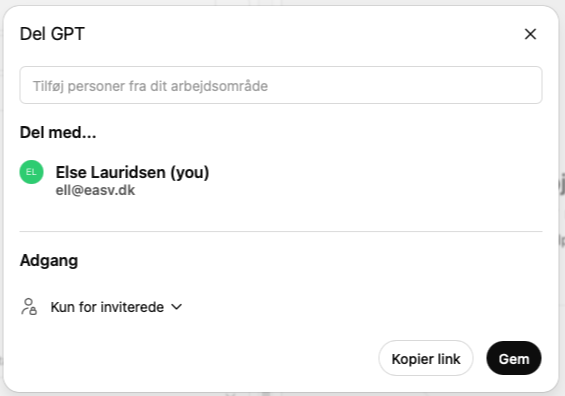 Del GPT
Tilføj personer fra dit arbejdsområde
Del med...
EL
Else Lauridsen (you)
ell@easv.dk
Adgang
Kun for inviterede
Kopier link
Gem